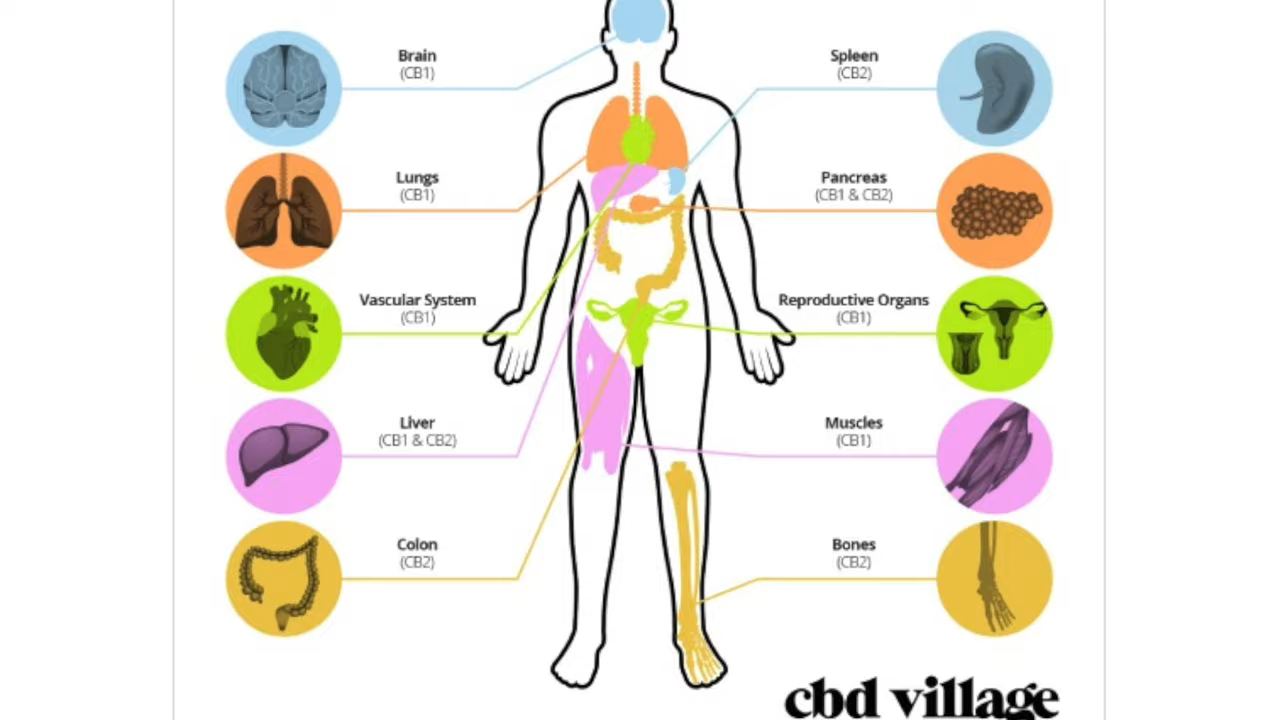 Brain
(CB1)
Lungs
(CB1)
Vascular System
(CB1)
Liver
(CB1 & CB2)
Colon
(CB2)
Spleen
(CB2)
Pancreas
(CB1 & CB2)
Reproductive Organs
(CB1)
Muscles
(CB1)
Bones
(CB2)
cbd village